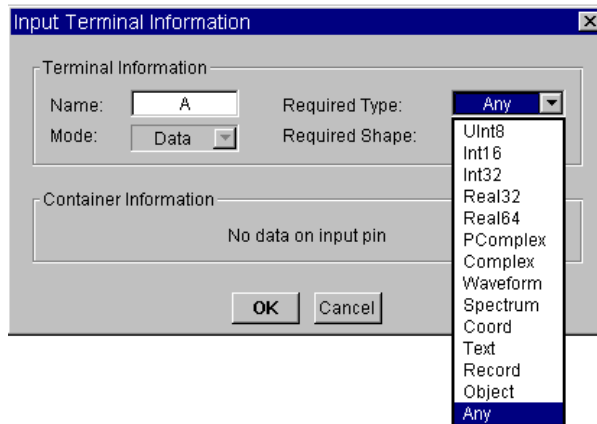 Input Terminal Information
Terminal Information
Name: A Required Type: Any
Mode: Data Required Shape:
UInt8
Int16
Int32
Real32
Real64
PComplex
Complex
Waveform
Spectrum
Coord
Text
Record
Object
Any
Container Information
No data on input pin
OK Cancel